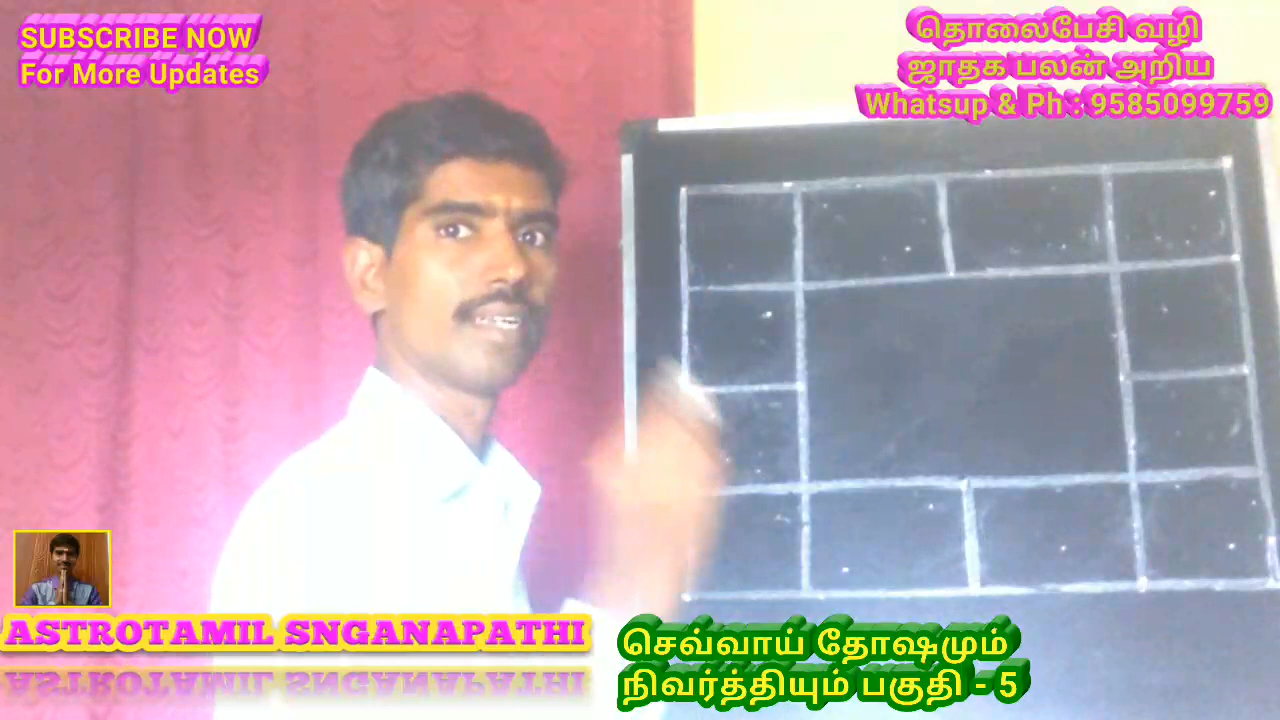 SUBSCRIBE NOW
For More Updates
தொலைபேசி வழி
ஜாதக பலன் அறிய
Whatsup & Ph : 9585099759
ASTROTAMIL SNGANAPATHI
செவ்வாய் தோஷமும்
நிவர்த்தியும் பகுதி - 5